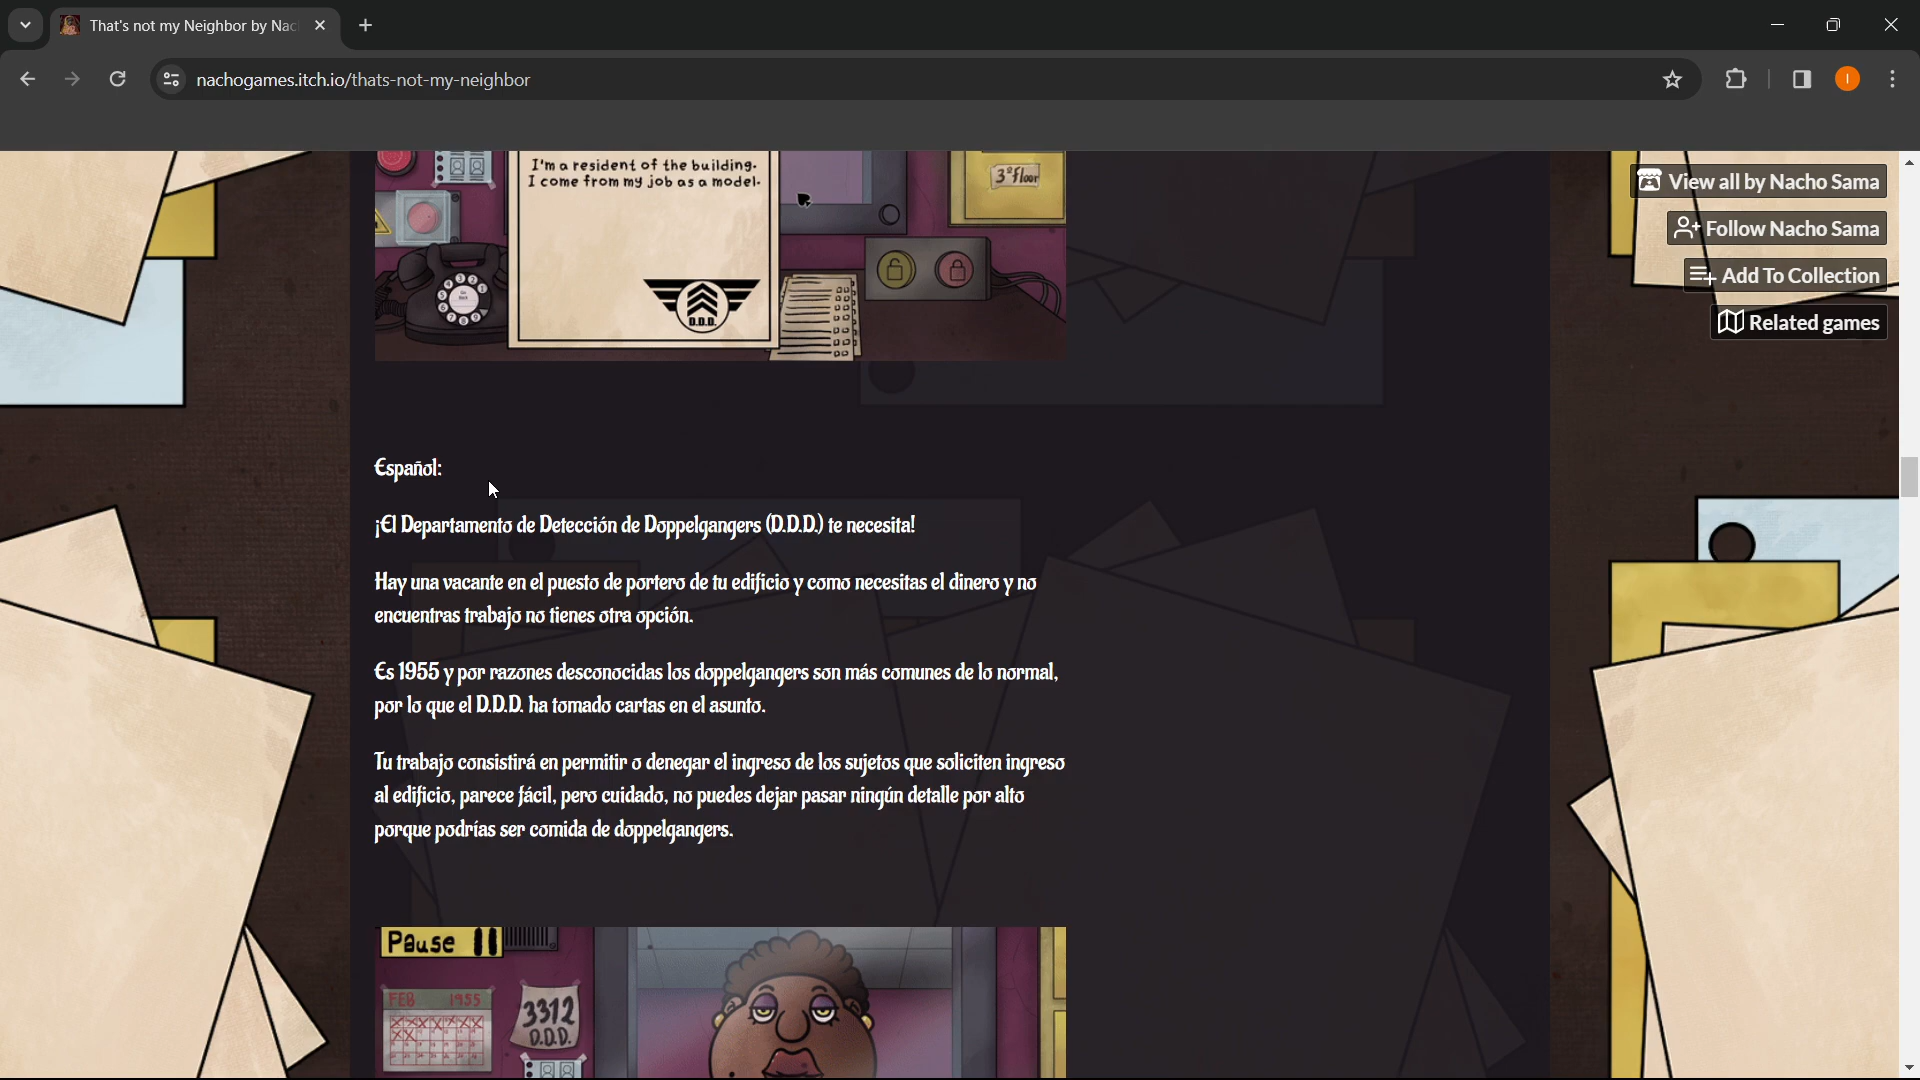 That's not my Neighbor by Nac
nachogames.itch.io/thats-not-my-neighbor
I
I'm a resident of the building.
I come from my job as a model.
3°floor
D.D.D.
View all by Nacho Sama
Follow Nacho Sama
Add To Collection
Related games
Español:
¡El Departamento de Detección de Doppelgangers (D.D.D.) te necesita!
Hay una vacante en el puesto de portero de tu edificio y como necesitas el dinero y no
encuentras trabajo no tienes otra opción.
Es 1955 y por razones desconocidas los doppelgangers son más comunes de lo normal,
por lo que el D.D.D. ha tomado cartas en el asunto.
Tu trabajo consistirá en permitir o denegar el ingreso de los sujetos que soliciten ingreso
al edificio, parece fácil, pero cuidado, no puedes dejar pasar ningún detalle por alto
porque podrías ser comida de doppelgangers.
Pause
FEB 1955
3312
D.D.D.